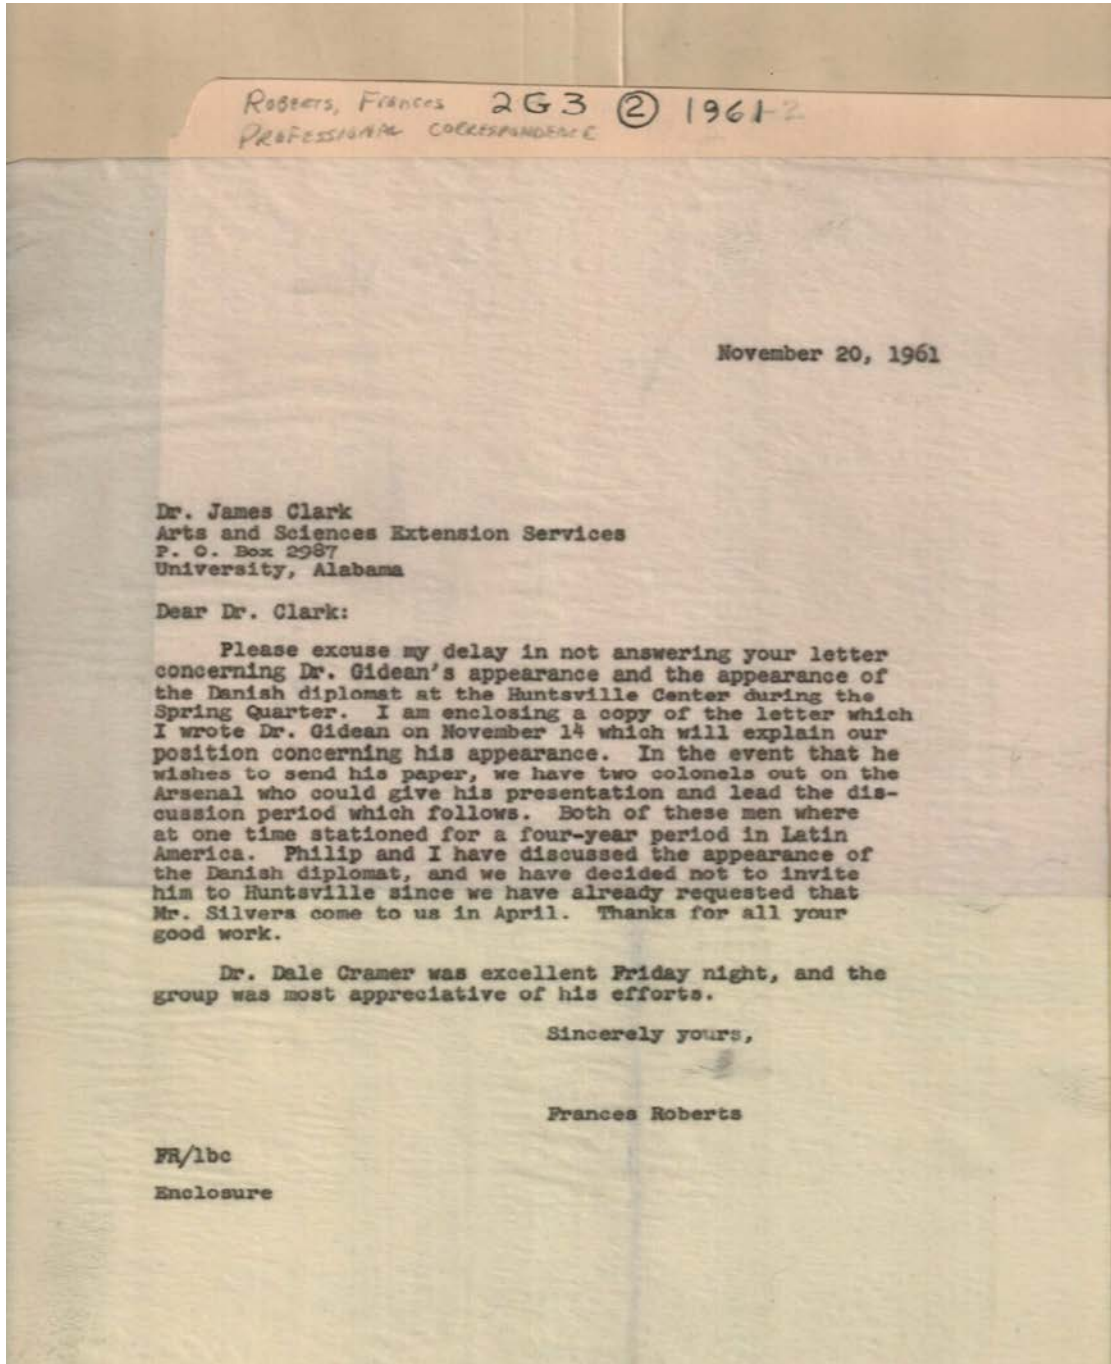 Roberts, Frances 2G3 ② 1961-2
PROFESSIONAL CORRESPONDENCE
November 20, 1961
Dr. James Clark
Arts and Sciences Extension Services
P. O. Box 2987
University, Alabama
Dear Dr. Clark:
Please excuse my delay in not answering your letter
concerning Dr. Gidean's appearance and the appearance of
the Danish diplomat at the Huntsville Center during the
Spring Quarter. I am enclosing a copy of the letter which
I wrote Dr. Gidean on November 14 which will explain our
position concerning his appearance. In the event that he
wishes to send his paper, we have two colonels out on the
Arsenal who could give his presentation and lead the dis-
cussion period which follows. Both of these men where
at one time stationed for a four-year period in Latin
America. Philip and I have discussed the appearance of
the Danish diplomat, and we have decided not to invite
him to Huntsville since we have already requested that
Mr. Silvers come to us in April. Thanks for all your
good work.
Dr. Dale Cramer was excellent Friday night, and the
group was most appreciative of his efforts.
Sincerely yours,
Frances Roberts
FR/lbc
Enclosure